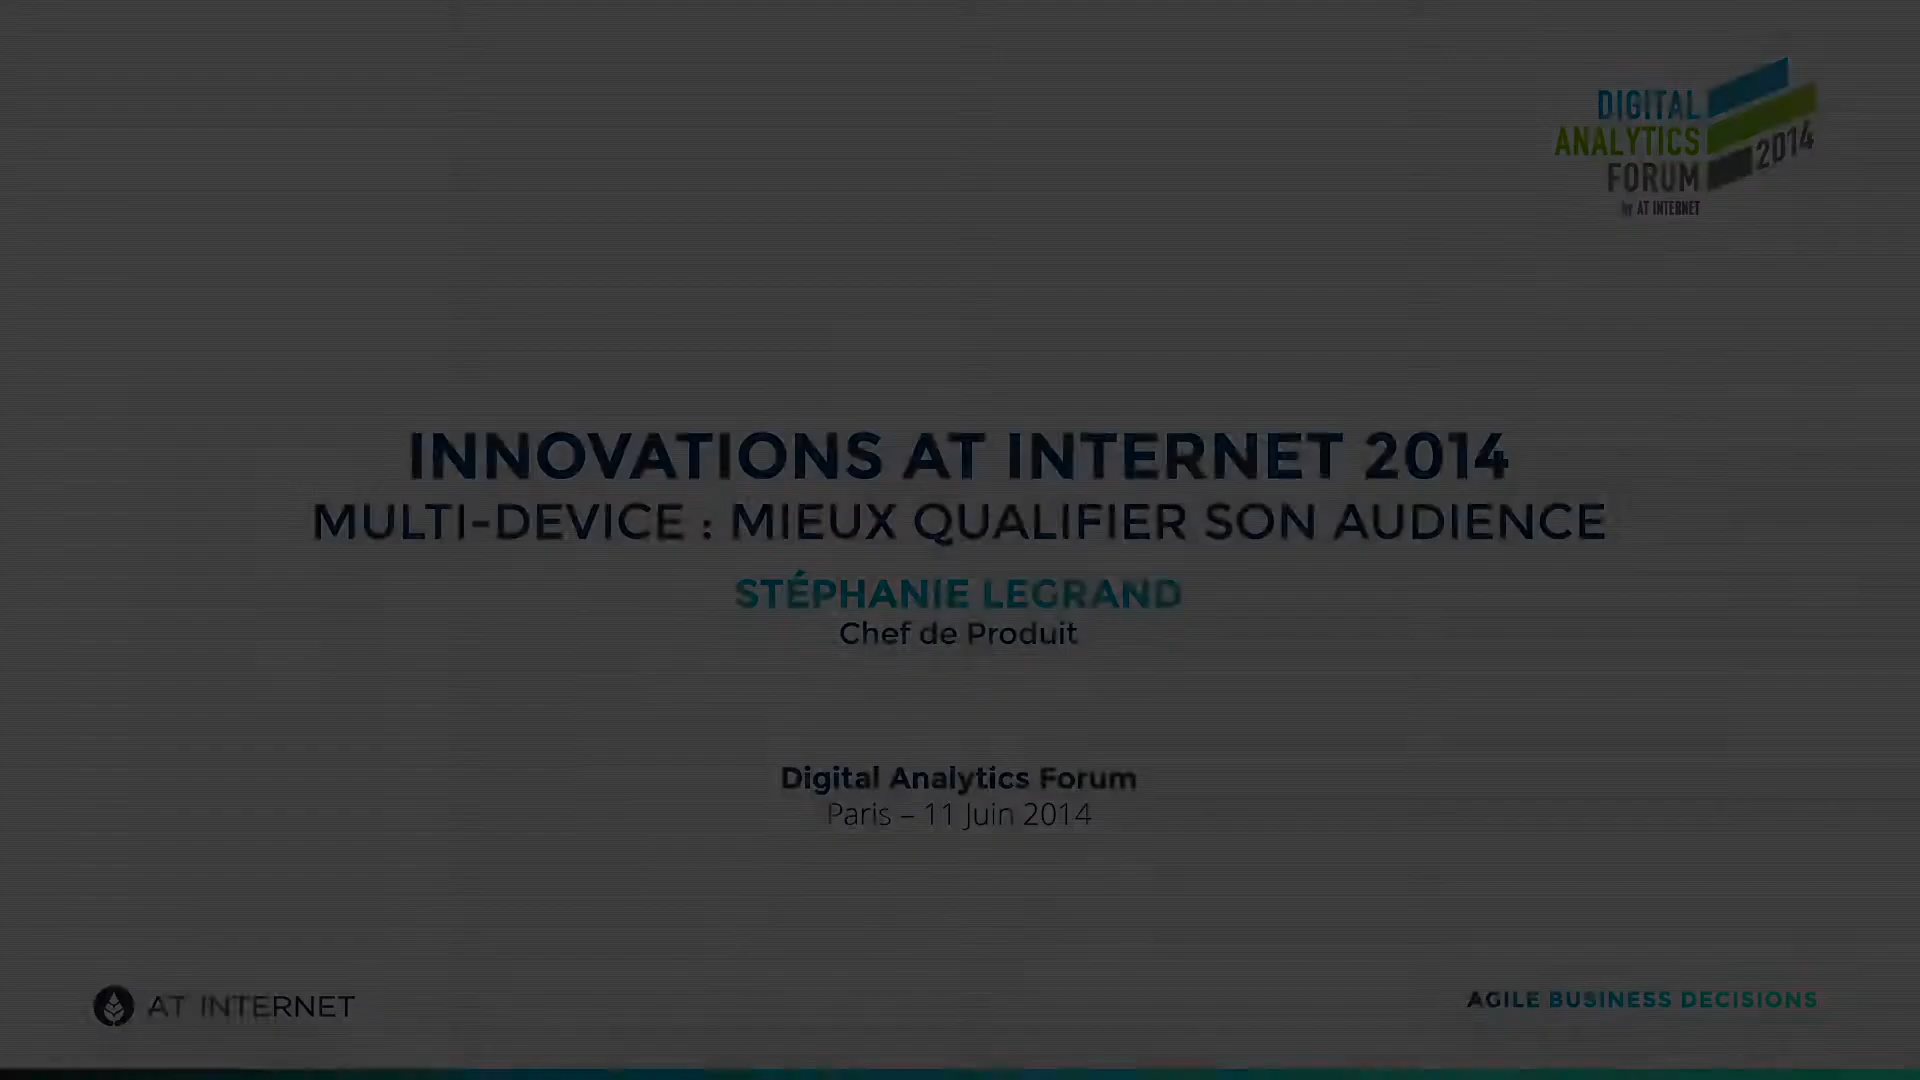 DIGITAL
ANALYTICS
FORUM
2014
by AT INTERNET
INNOVATIONS AT INTERNET 2014
MULTI-DEVICE : MIEUX QUALIFIER SON AUDIENCE
STÉPHANIE LEGRAND
Chef de Produit
Digital Analytics Forum
Paris – 11 Juin 2014
AT INTERNET
AGILE BUSINESS DECISIONS